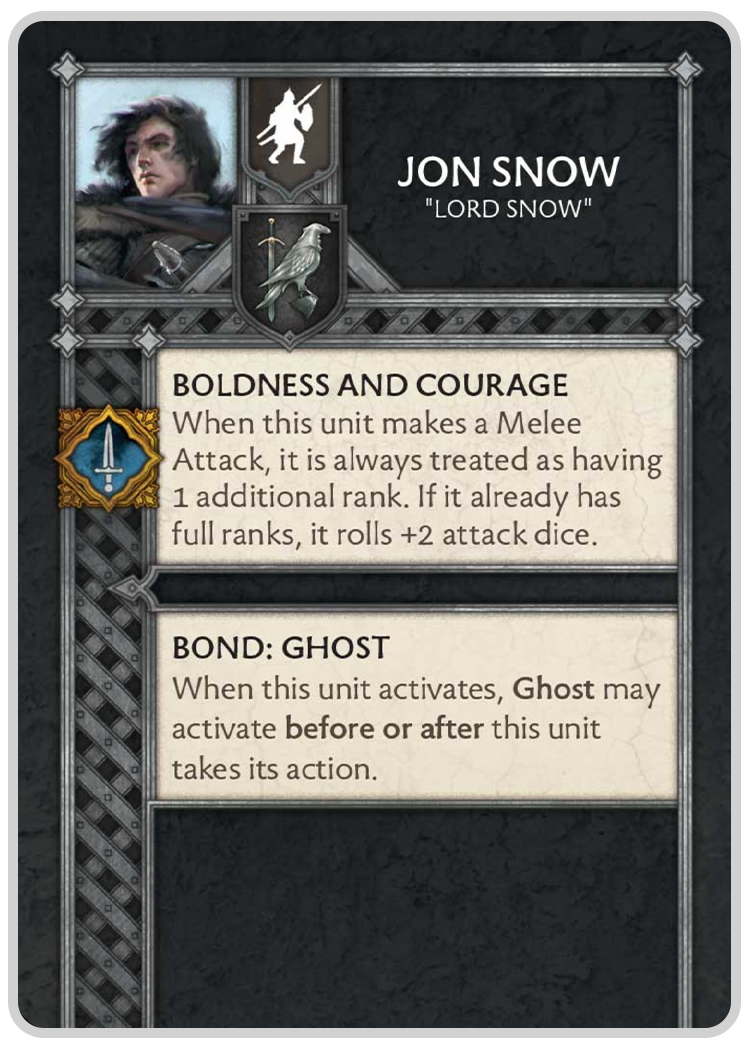 JON SNOW
"LORD SNOW"
BOLDNESS AND COURAGE
When this unit makes a Melee
Attack, it is always treated as having
1 additional rank. If it already has
full ranks, it rolls +2 attack dice.
BOND: GHOST
When this unit activates, Ghost may
activate before or after this unit
takes its action.